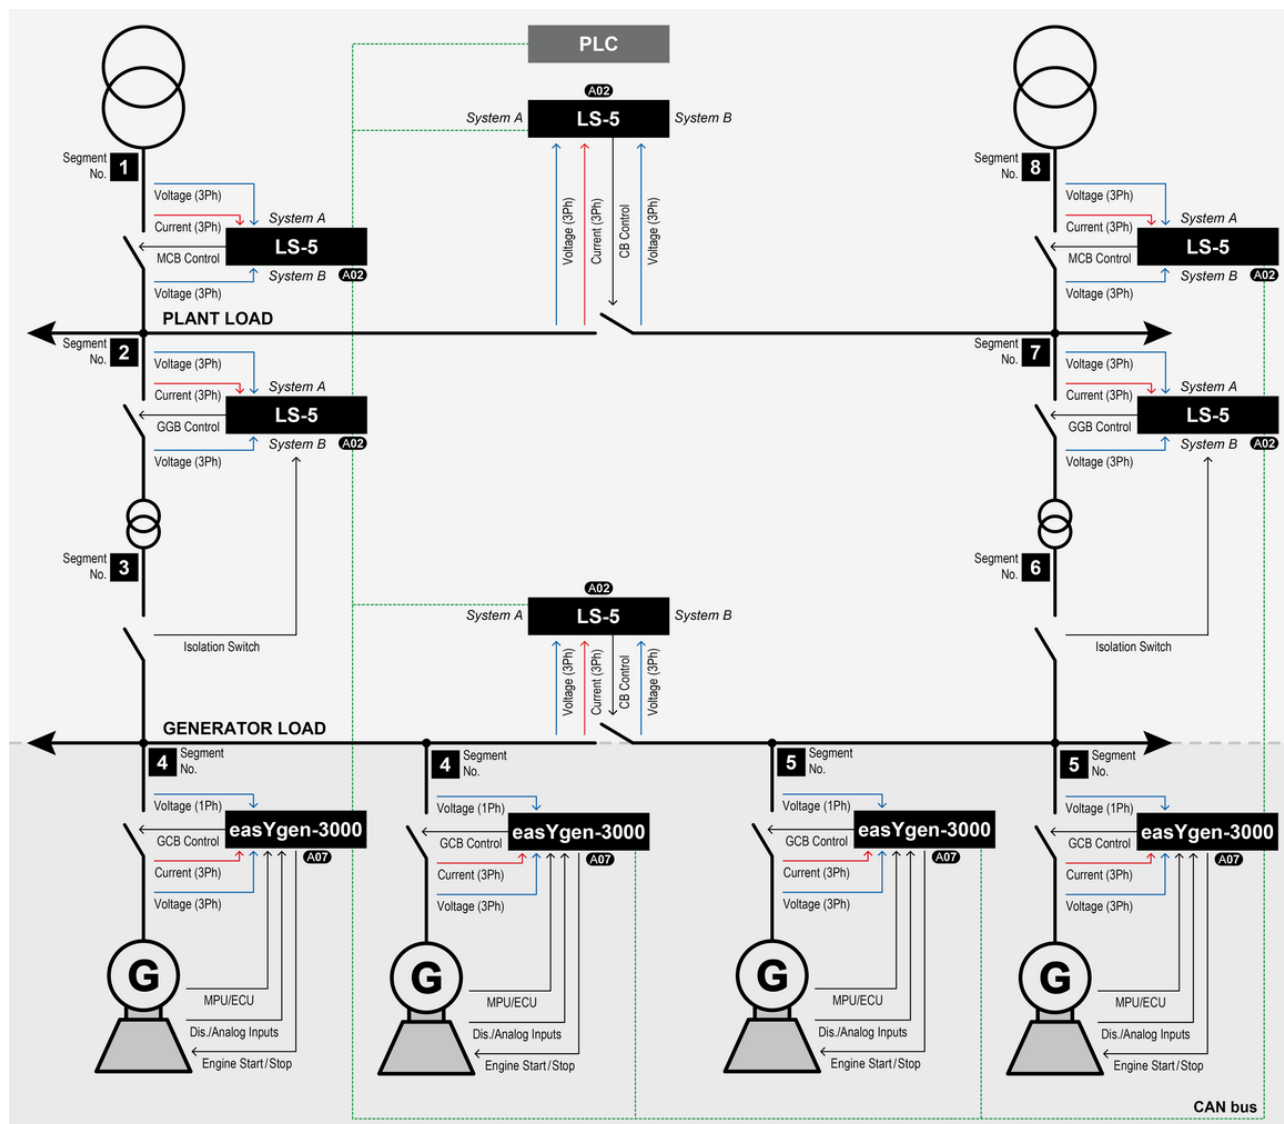 PLC
A02
System A
LS-5
System B
Voltage (3Ph)
Current (3Ph)
CB Control
Voltage (3Ph)
Segment
No.
1
Voltage (3Ph)
System A
Current (3Ph)
LS-5
MCB Control
System B
A02
Voltage (3Ph)
Segment
No.
8
Voltage (3Ph)
System A
Current (3Ph)
LS-5
MCB Control
System B
A02
Voltage (3Ph)
PLANT LOAD
Segment
No.
2
Voltage (3Ph)
System A
Current (3Ph)
LS-5
GGB Control
System B
A02
Voltage (3Ph)
Segment
No.
7
Voltage (3Ph)
System A
Current (3Ph)
LS-5
GGB Control
System B
A02
Voltage (3Ph)
Segment
No.
3
Isolation Switch
Segment
No.
6
Isolation Switch
A02
System A
LS-5
System B
Voltage (3Ph)
Current (3Ph)
CB Control
Voltage (3Ph)
GENERATOR LOAD
4
Segment
No.
Voltage (1Ph)
easYgen-3000
GCB Control
A07
Current (3Ph)
Voltage (3Ph)
G
MPU/ECU
Dis./Analog Inputs
Engine Start/Stop
4
Segment
No.
Voltage (1Ph)
easYgen-3000
GCB Control
A07
Current (3Ph)
Voltage (3Ph)
G
MPU/ECU
Dis./Analog Inputs
Engine Start/Stop
5
Segment
No.
Voltage (1Ph)
easYgen-3000
GCB Control
A07
Current (3Ph)
Voltage (3Ph)
G
MPU/ECU
Dis./Analog Inputs
Engine Start/Stop
5
Segment
No.
Voltage (1Ph)
easYgen-3000
GCB Control
A07
Current (3Ph)
Voltage (3Ph)
G
MPU/ECU
Dis./Analog Inputs
Engine Start/Stop
CAN bus